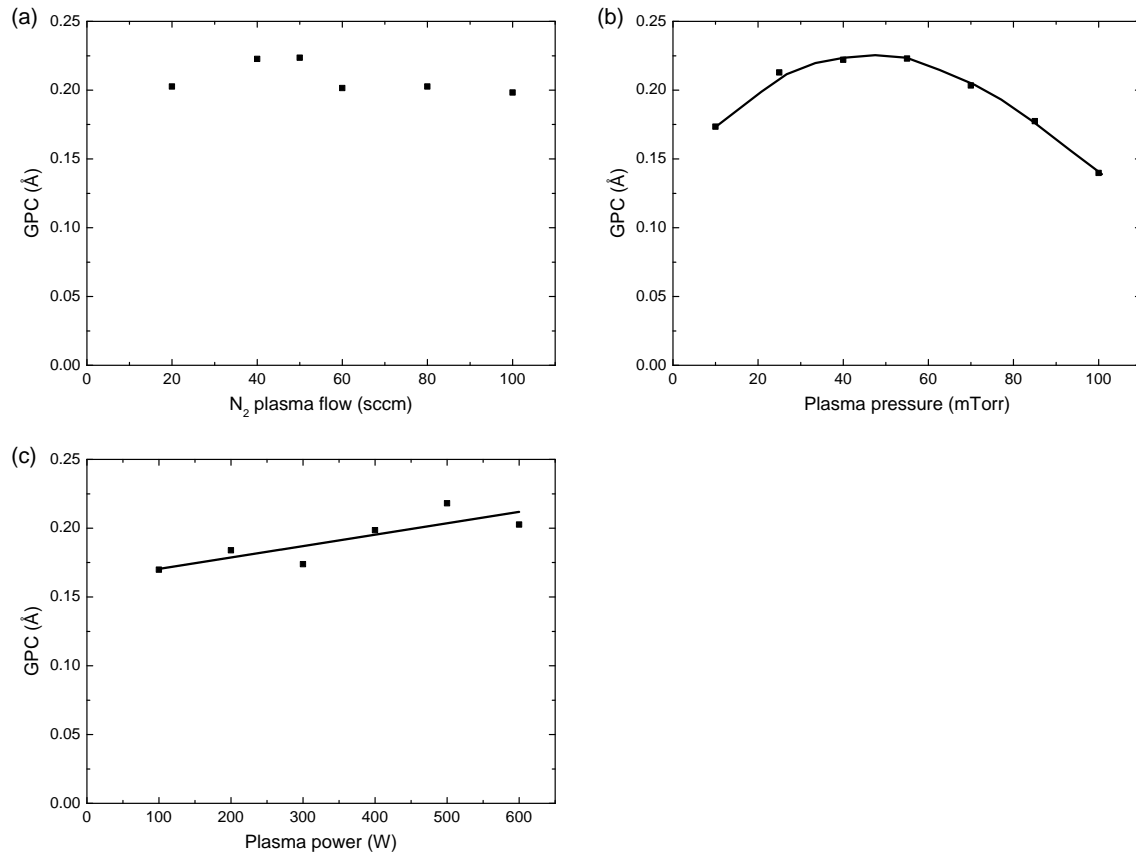 (a)
0.25
0.20
0.15
0.10
0.05
0.00
GPC (Å)
0 20 40 60 80 100
N₂ plasma flow (sccm)
(b)
0.25
0.20
0.15
0.10
0.05
0.00
GPC (Å)
0 20 40 60 80 100
Plasma pressure (mTorr)
(c)
0.25
0.20
0.15
0.10
0.05
0.00
GPC (Å)
0 100 200 300 400 500 600
Plasma power (W)